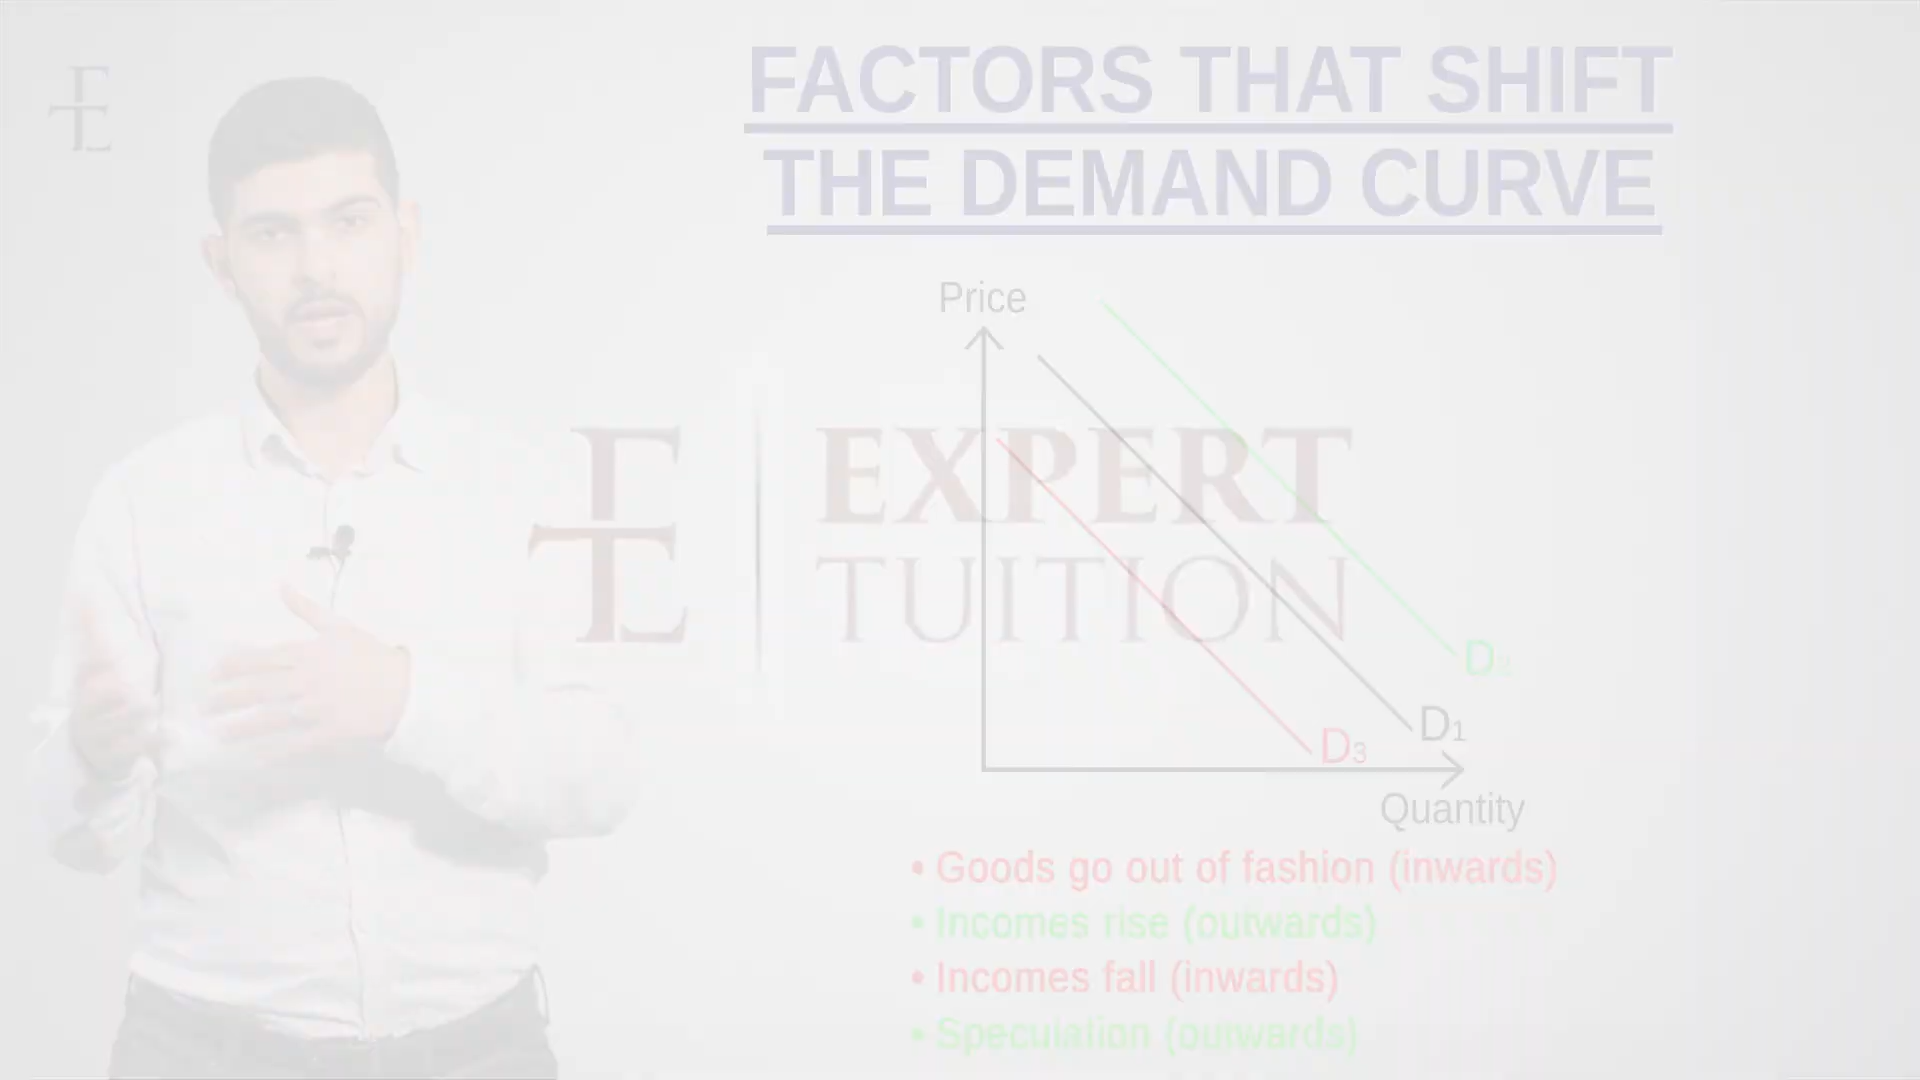 FACTORS THAT SHIFT
THE DEMAND CURVE
Price
EXPERT
TUITION
D2
D1
D3
Quantity
• Goods go out of fashion (inwards)
• Incomes rise (outwards)
• Incomes fall (inwards)
• Speculation (outwards)